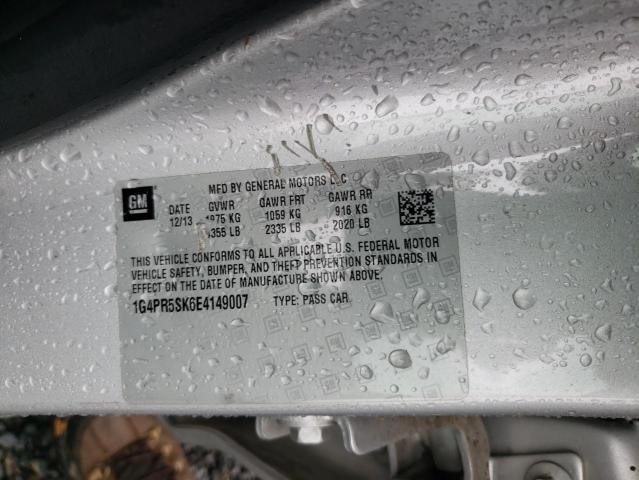 MFD BY GENERAL MOTORS LLC
GM DATE GVWR GAWR FRT GAWR RR
12/13 1975 KG 1059 KG 916 KG
4355 LB 2335 LB 2020 LB
THIS VEHICLE CONFORMS TO ALL APPLICABLE U.S. FEDERAL MOTOR
VEHICLE SAFETY, BUMPER, AND THEFT PREVENTION STANDARDS IN
EFFECT ON THE DATE OF MANUFACTURE SHOWN ABOVE.
1G4PR5SK6E4149007 TYPE: PASS CAR